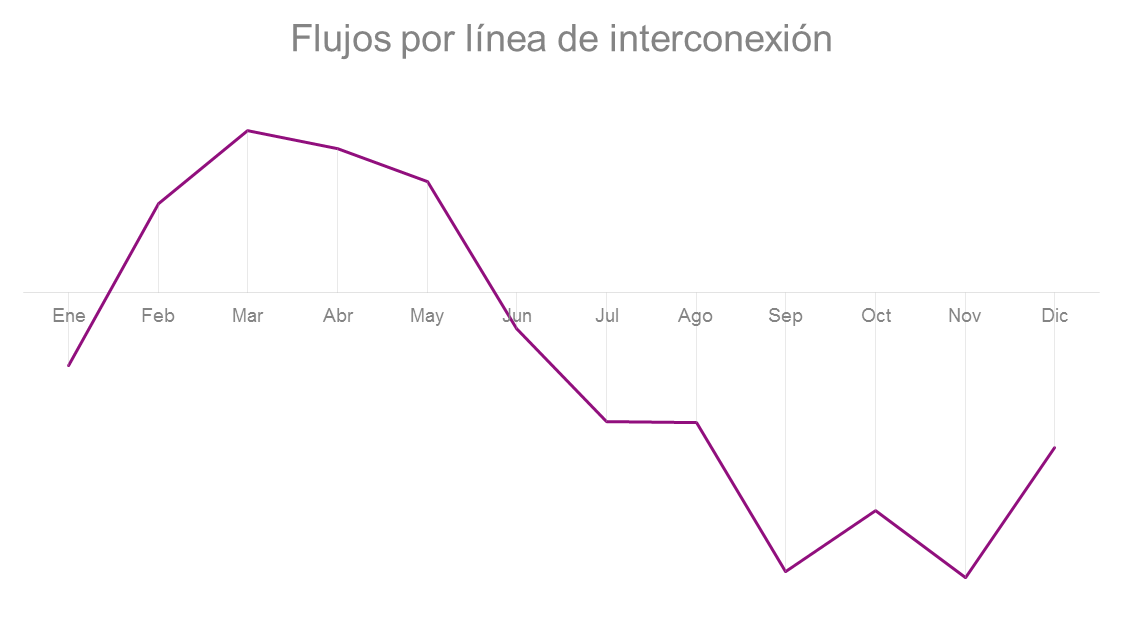 Flujos por línea de interconexión
Ene Feb Mar Abr May Jun Jul Ago Sep Oct Nov Dic